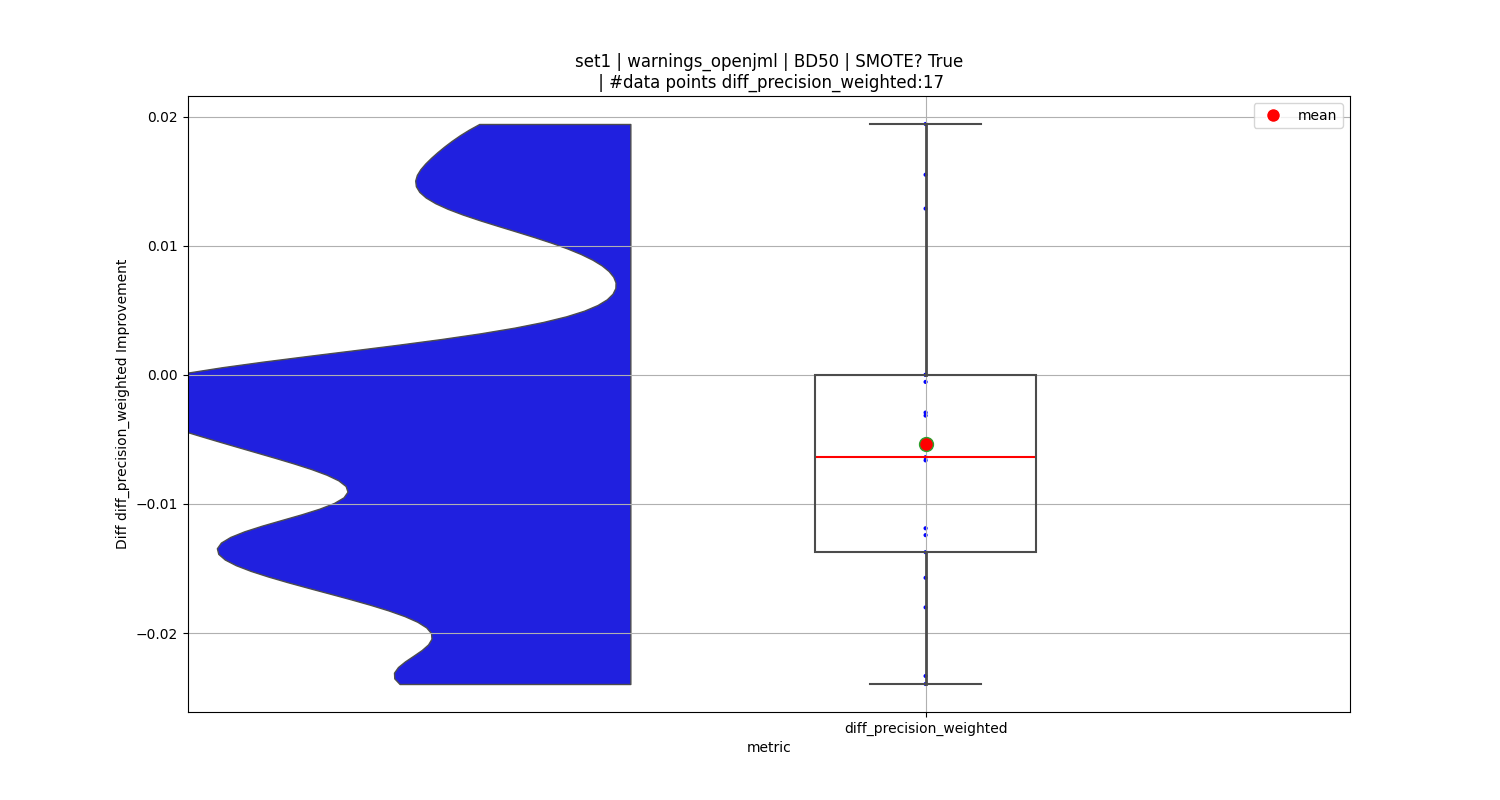 set1 | warnings_openjml | BD50 | SMOTE? True
| #data points diff_precision_weighted:17
mean
0.02
0.01
0.00
−0.01
−0.02
Diff diff_precision_weighted Improvement
diff_precision_weighted
metric